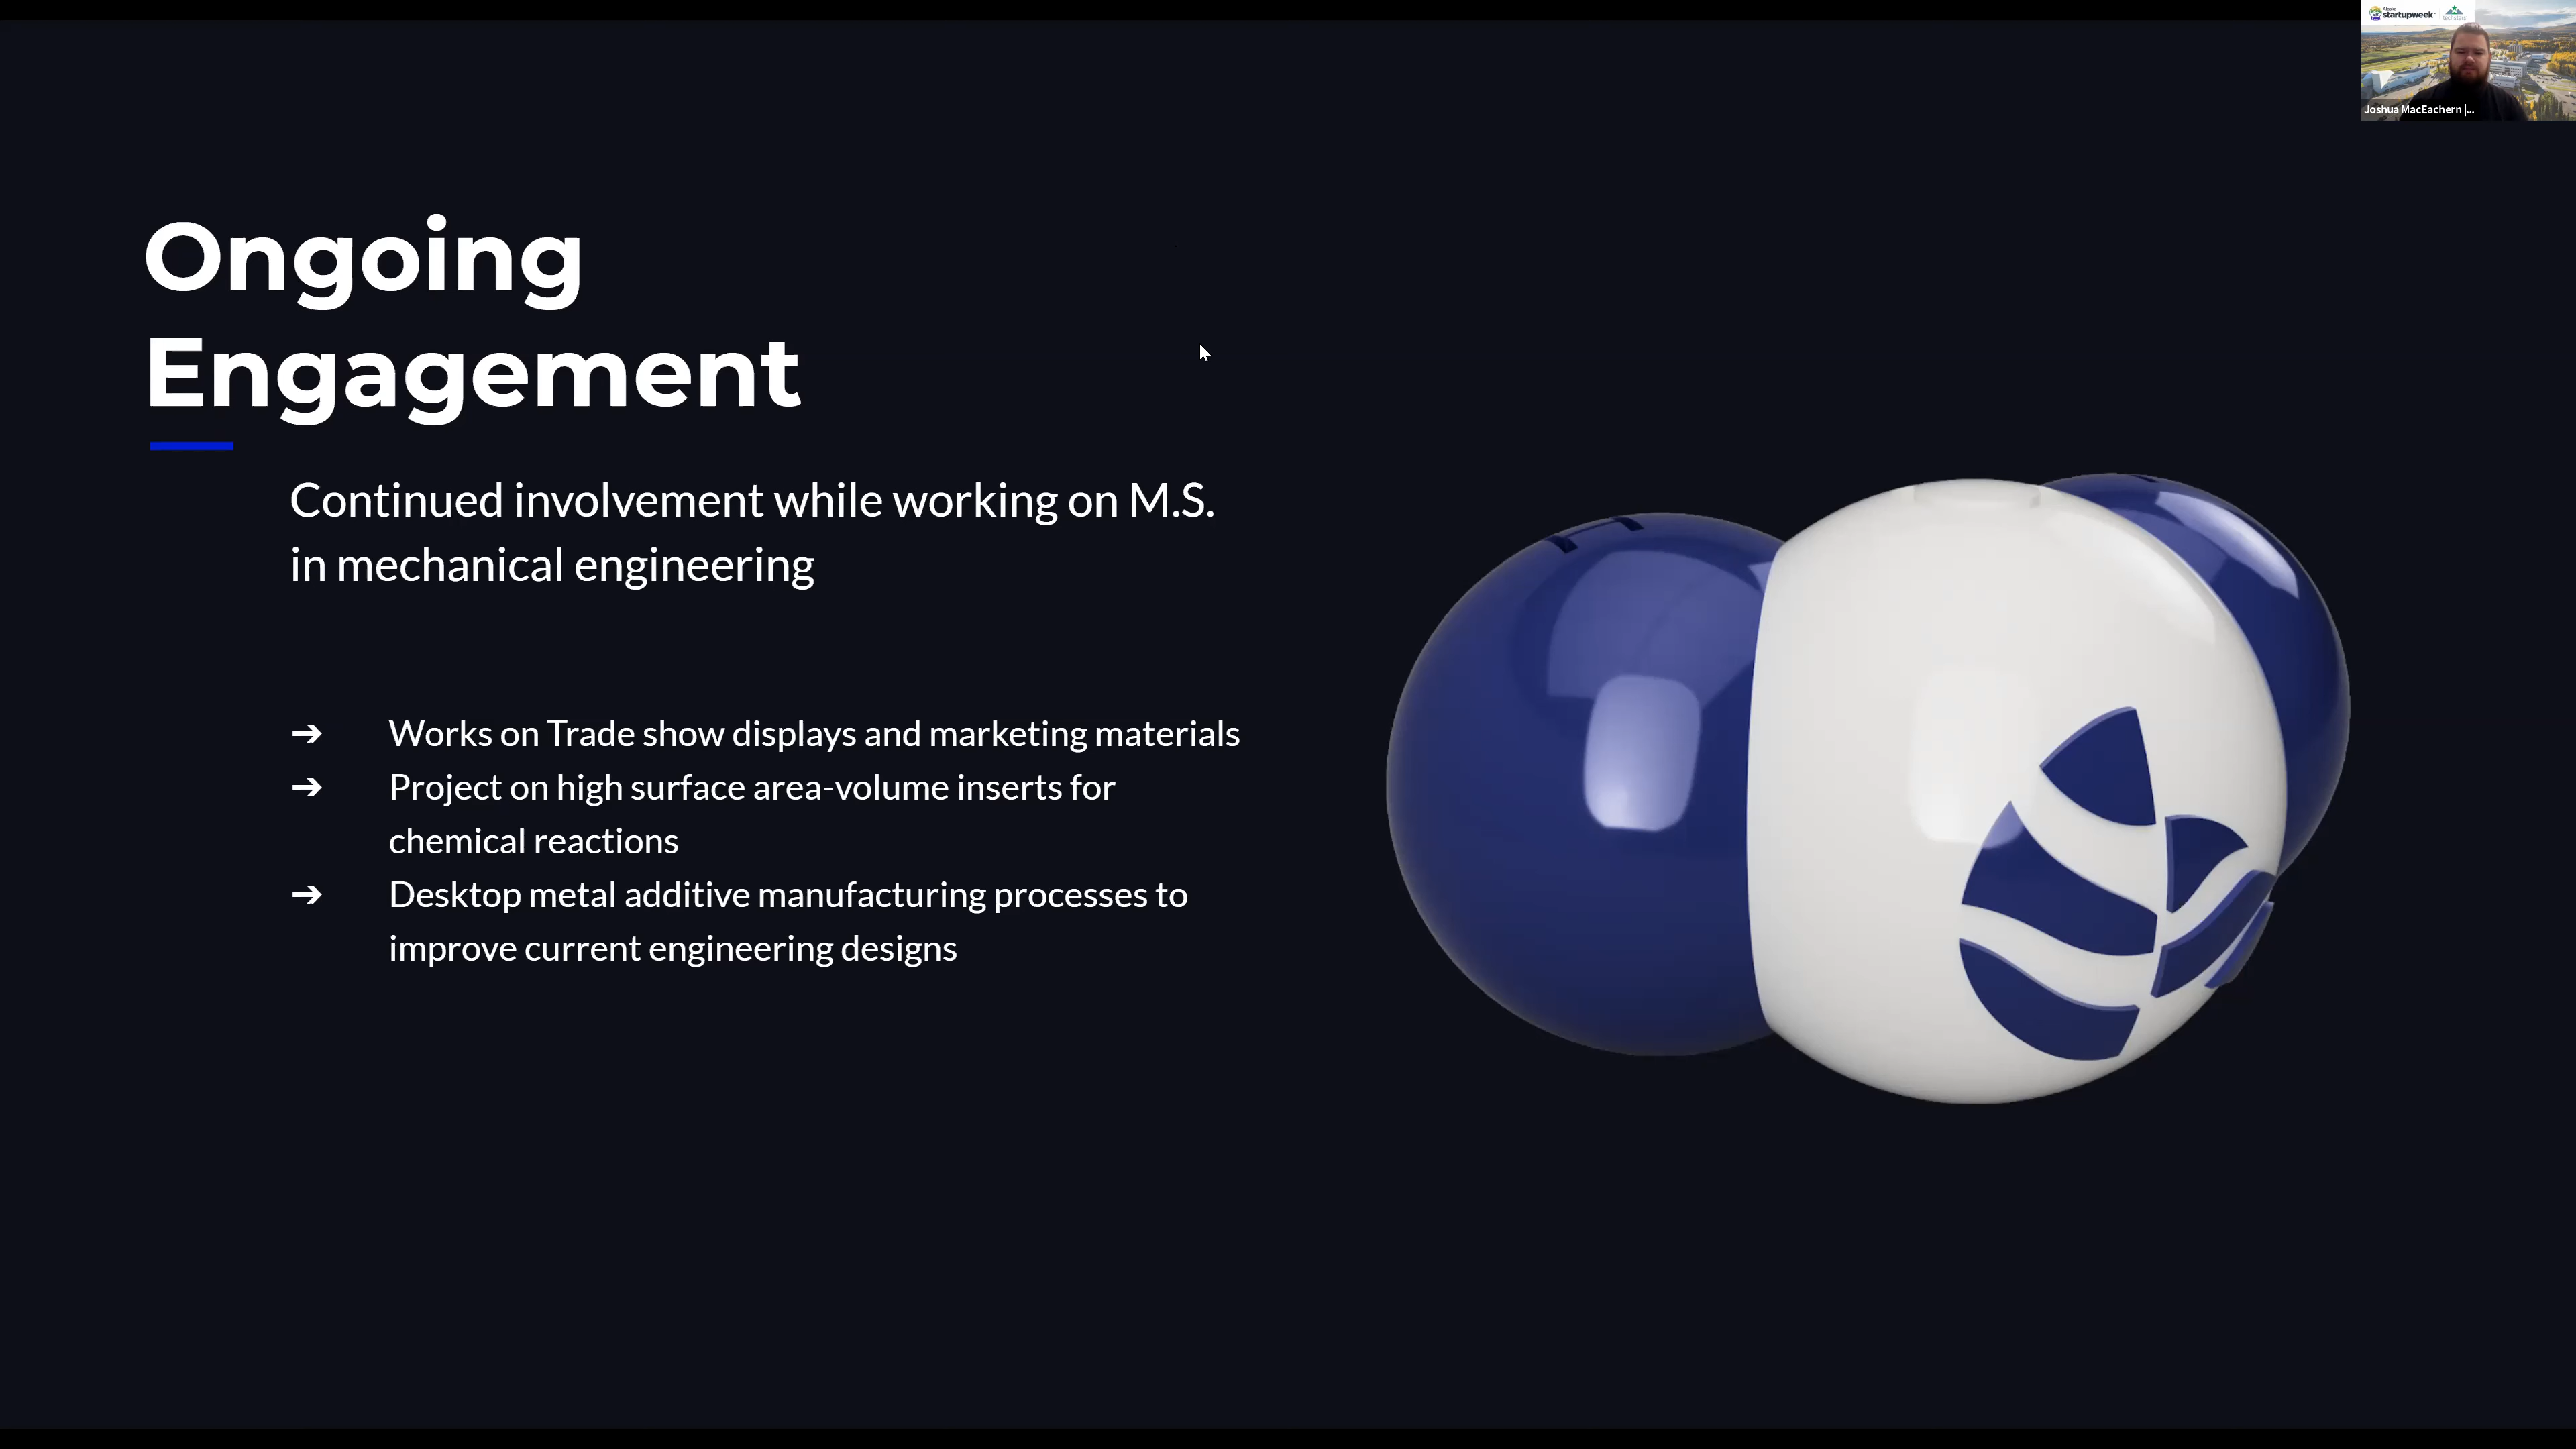 Alaska
startupweek
techstars
Joshua MacEachern |...
Ongoing
Engagement
Continued involvement while working on M.S.
in mechanical engineering
➔ Works on Trade show displays and marketing materials
➔ Project on high surface area-volume inserts for
chemical reactions
➔ Desktop metal additive manufacturing processes to
improve current engineering designs